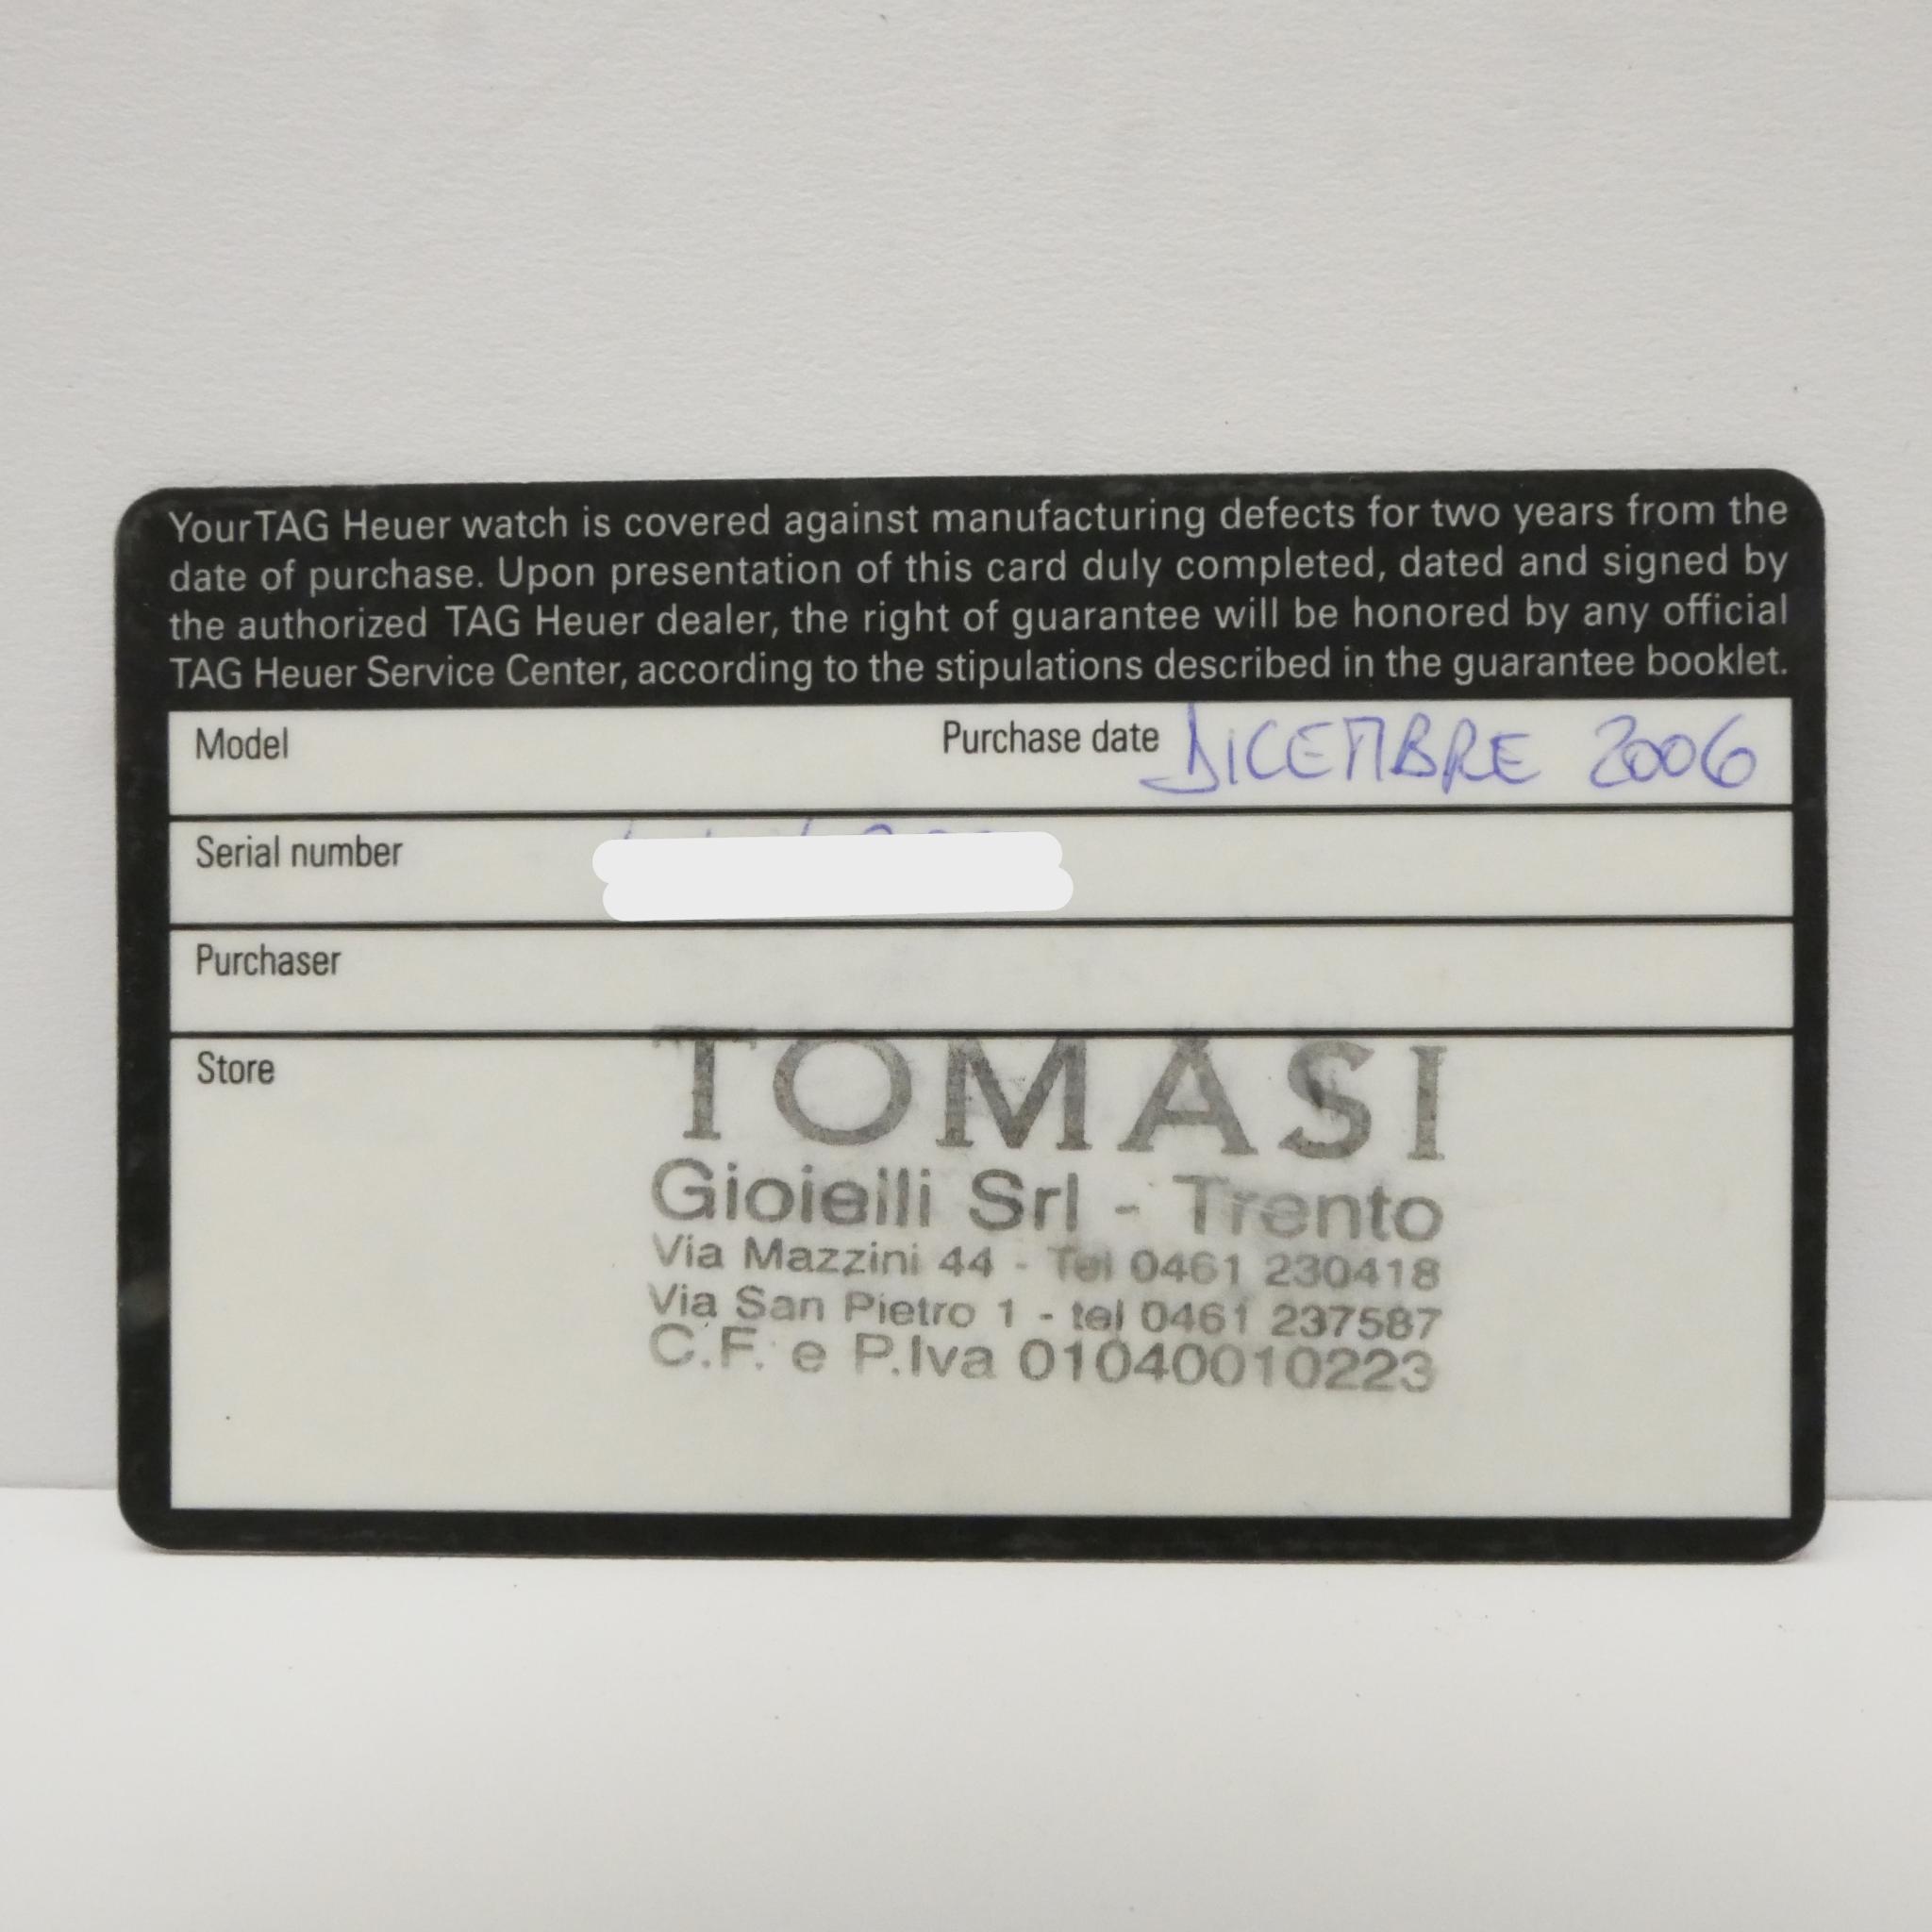 Your TAG Heuer watch is covered against manufacturing defects for two years from the
date of purchase. Upon presentation of this card duly completed, dated and signed by
the authorized TAG Heuer dealer, the right of guarantee will be honored by any official
TAG Heuer Service Center, according to the stipulations described in the guarantee booklet.
Model Purchase date DICEMBRE 2006
Serial number
Purchaser
Store
TOMASI
Gioielli Srl - Trento
Via Mazzini 44 - Tel 0461 230418
Via San Pietro 1 - tel 0461 237587
C.F. e P.Iva 01040010223